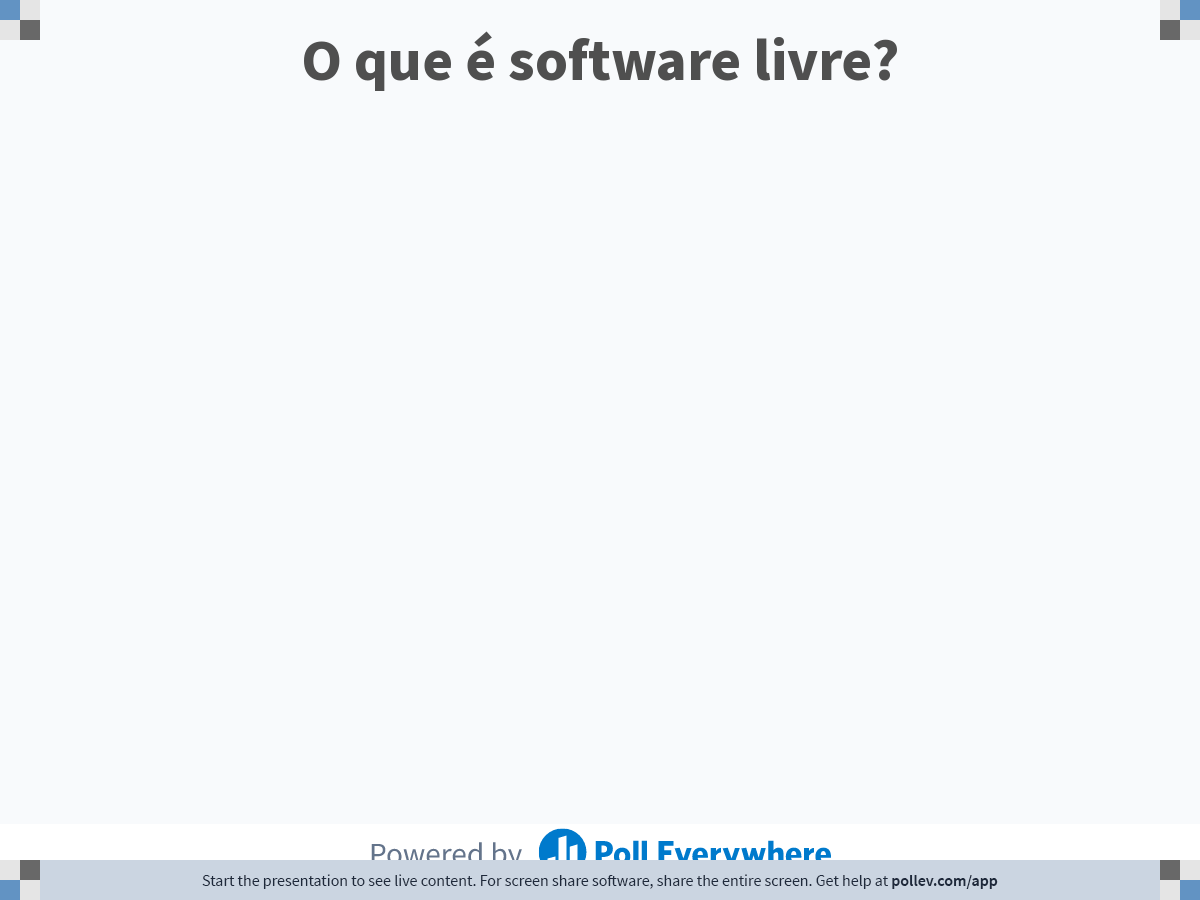 O que é software livre?
Powered by Poll Everywhere
Start the presentation to see live content. For screen share software, share the entire screen. Get help at pollev.com/app